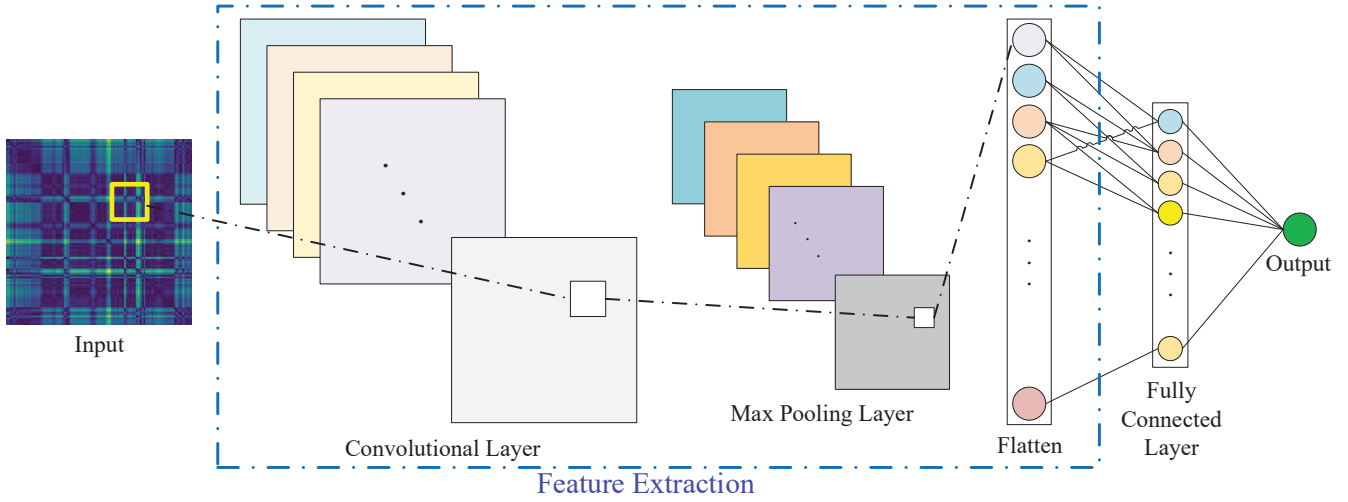 Input
Convolutional Layer
Max Pooling Layer
Flatten
Fully
Connected
Layer
Output
Feature Extraction